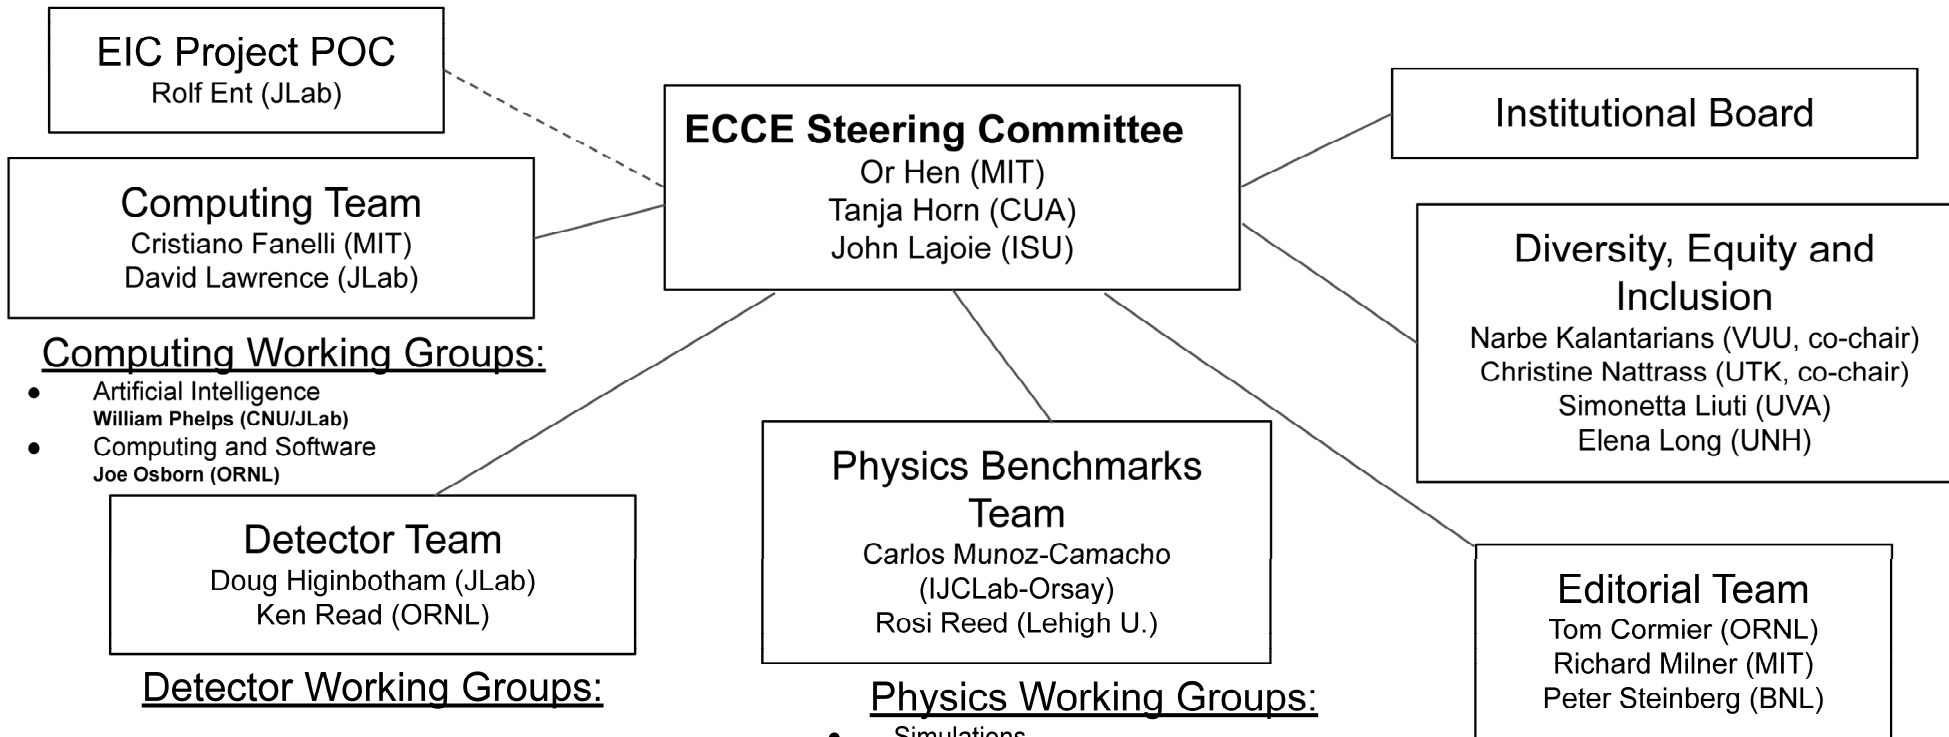 EIC Project POC
Rolf Ent (JLab)
ECCE Steering Committee
Or Hen (MIT)
Tanja Horn (CUA)
John Lajoie (ISU)
Institutional Board
Computing Team
Cristiano Fanelli (MIT)
David Lawrence (JLab)
Computing Working Groups:
● Artificial Intelligence
William Phelps (CNU/JLab)
● Computing and Software
Joe Osborn (ORNL)
Diversity, Equity and
Inclusion
Narbe Kalantarians (VUU, co-chair)
Christine Nattrass (UTK, co-chair)
Simonetta Liuti (UVA)
Elena Long (UNH)
Detector Team
Doug Higinbotham (JLab)
Ken Read (ORNL)
Detector Working Groups:
Physics Benchmarks
Team
Carlos Munoz-Camacho
(IJCLab-Orsay)
Rosi Reed (Lehigh U.)
Physics Working Groups:
● Simulations
Editorial Team
Tom Cormier (ORNL)
Richard Milner (MIT)
Peter Steinberg (BNL)